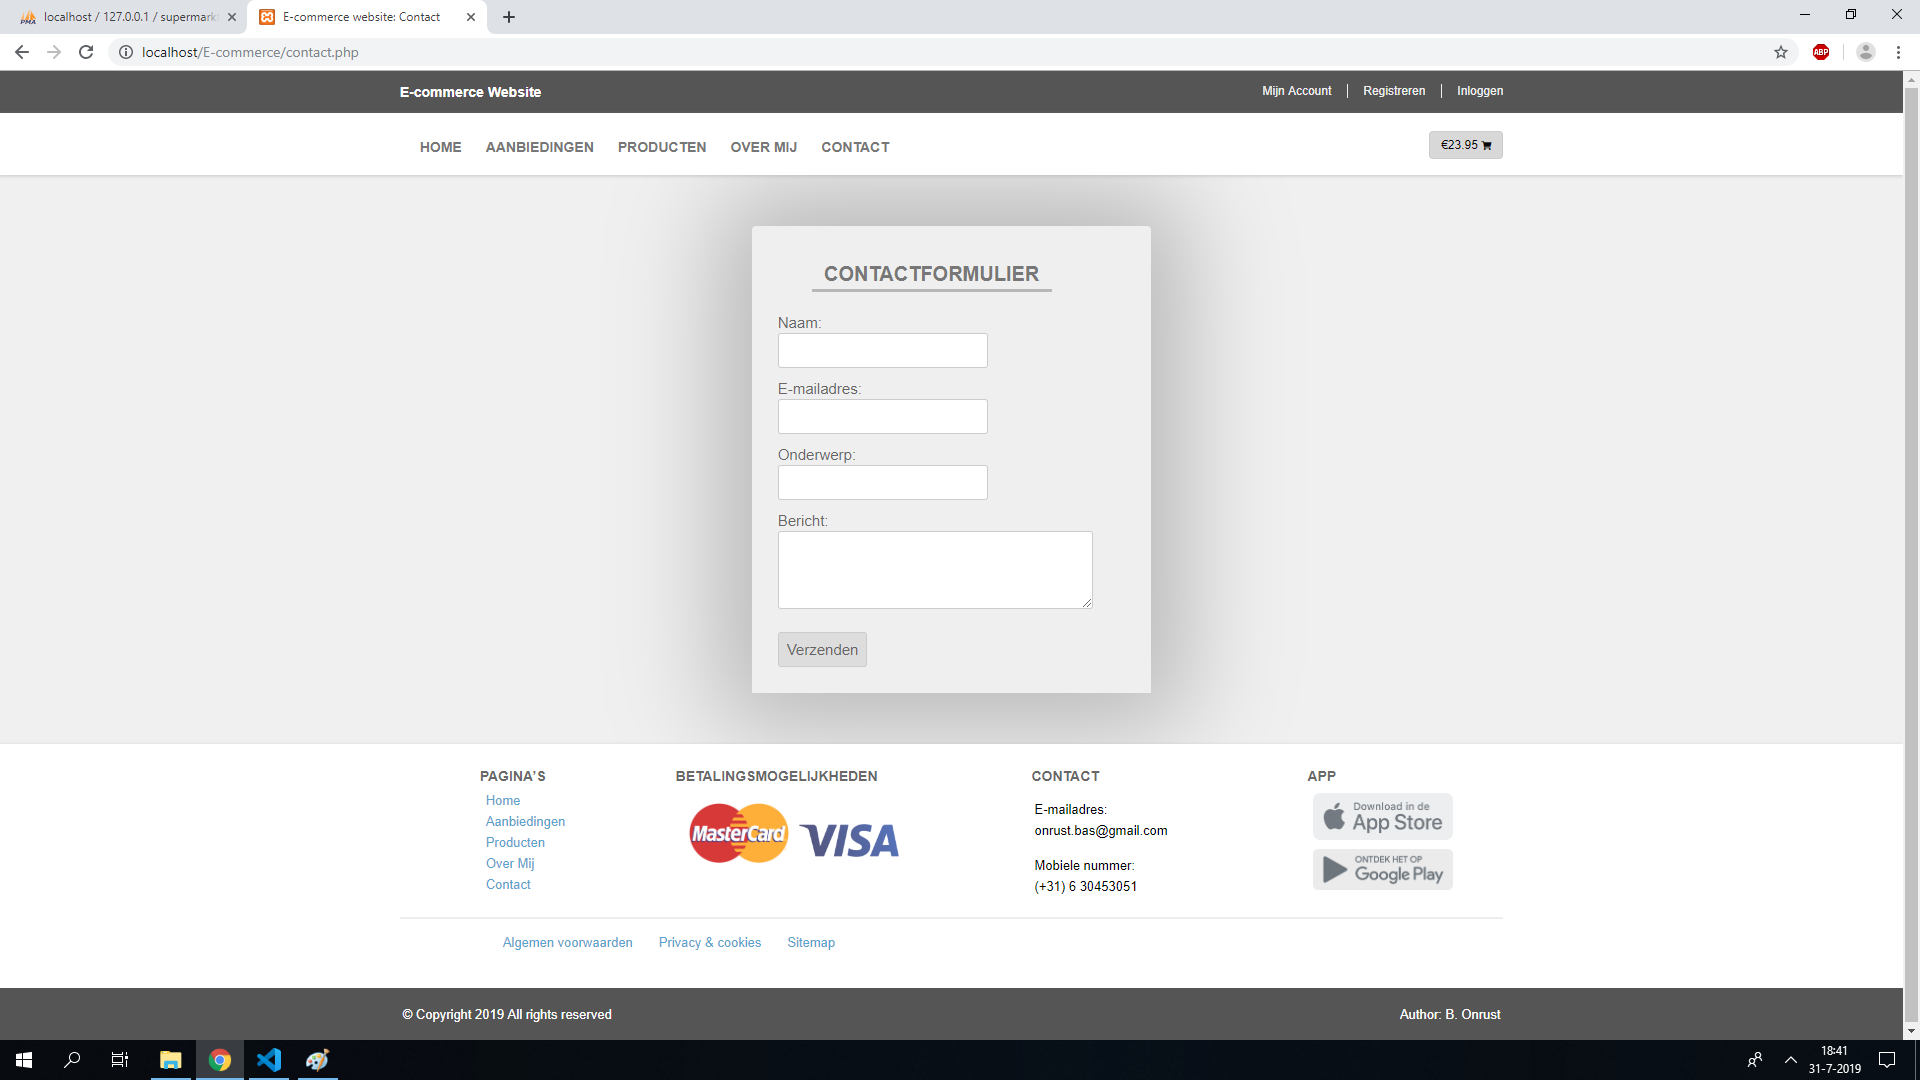 localhost / 127.0.0.1 / supermarkt
E-commerce website: Contact
localhost/E-commerce/contact.php
ABP
E-commerce Website
Mijn Account
Registreren
Inloggen
HOME
AANBIEDINGEN
PRODUCTEN
OVER MIJ
CONTACT
€23.95
CONTACTFORMULIER
Naam:
E-mailadres:
Onderwerp:
Bericht:
Verzenden
PAGINA’S
Home
Aanbiedingen
Producten
Over Mij
Contact
BETALINGSMOGELIJKHEDEN
MasterCard
VISA
CONTACT
E-mailadres:
onrust.bas@gmail.com
Mobiele nummer:
(+31) 6 30453051
APP
Download in de
App Store
ONTDEK HET OP
Google Play
Algemen voorwaarden
Privacy & cookies
Sitemap
© Copyright 2019 All rights reserved
Author: B. Onrust
18:41
31-7-2019